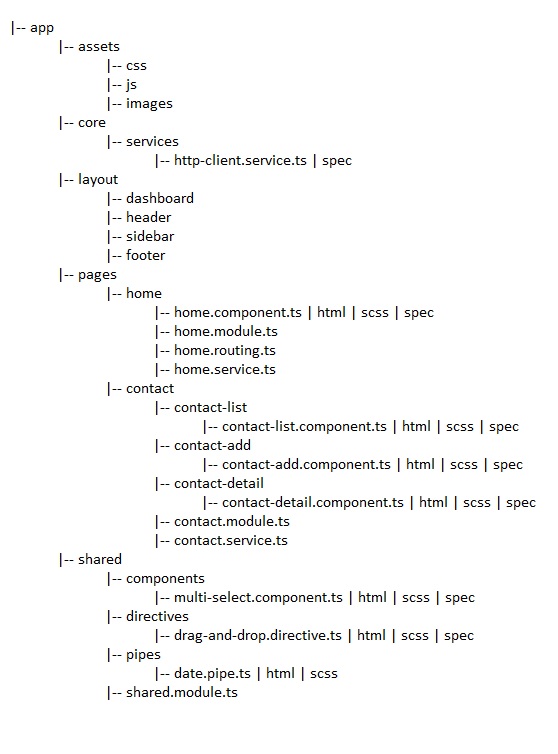 |-- app
|-- assets
|-- css
|-- js
|-- images
|-- core
|-- services
|-- http-client.service.ts | spec
|-- layout
|-- dashboard
|-- header
|-- sidebar
|-- footer
|-- pages
|-- home
|-- home.component.ts | html | scss | spec
|-- home.module.ts
|-- home.routing.ts
|-- home.service.ts
|-- contact
|-- contact-list
|-- contact-list.component.ts | html | scss | spec
|-- contact-add
|-- contact-add.component.ts | html | scss | spec
|-- contact-detail
|-- contact-detail.component.ts | html | scss | spec
|-- contact.module.ts
|-- contact.service.ts
|-- shared
|-- components
|-- multi-select.component.ts | html | scss | spec
|-- directives
|-- drag-and-drop.directive.ts | html | scss | spec
|-- pipes
|-- date.pipe.ts | html | scss
|-- shared.module.ts